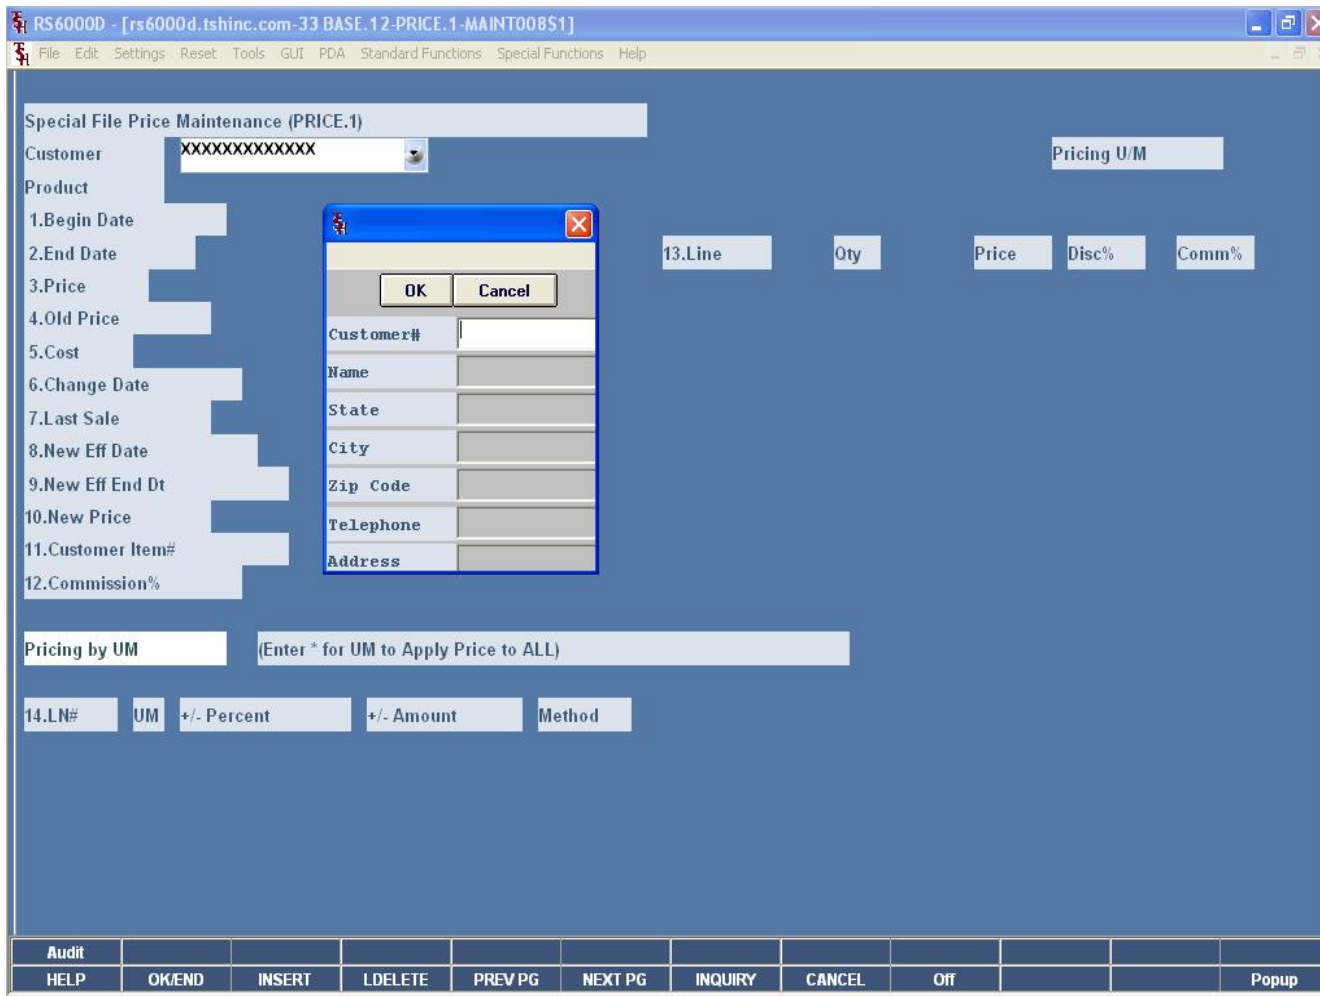 RS6000D - [rs6000d.tshinc.com-33 BASE.12-PRICE.1-MAINT008$1]
File Edit Settings Reset Tools GUI PDA Standard Functions Special Functions Help
Special File Price Maintenance (PRICE.1)
Customer XXXXXXXXXXXXX Pricing U/M
Product
1.Begin Date
2.End Date 13.Line Qty Price Disc% Comm%
3.Price
4.Old Price
5.Cost
6.Change Date
7.Last Sale
8.New Eff Date
9.New Eff End Dt
10.New Price
11.Customer Item#
12.Commission%
OK Cancel
Customer#
Name
State
City
Zip Code
Telephone
Address
Pricing by UM (Enter * for UM to Apply Price to ALL)
14.LN# UM +/- Percent +/- Amount Method
Audit
HELP OK/END INSERT LDELETE PREV PG NEXT PG INQUIRY CANCEL Off Popup